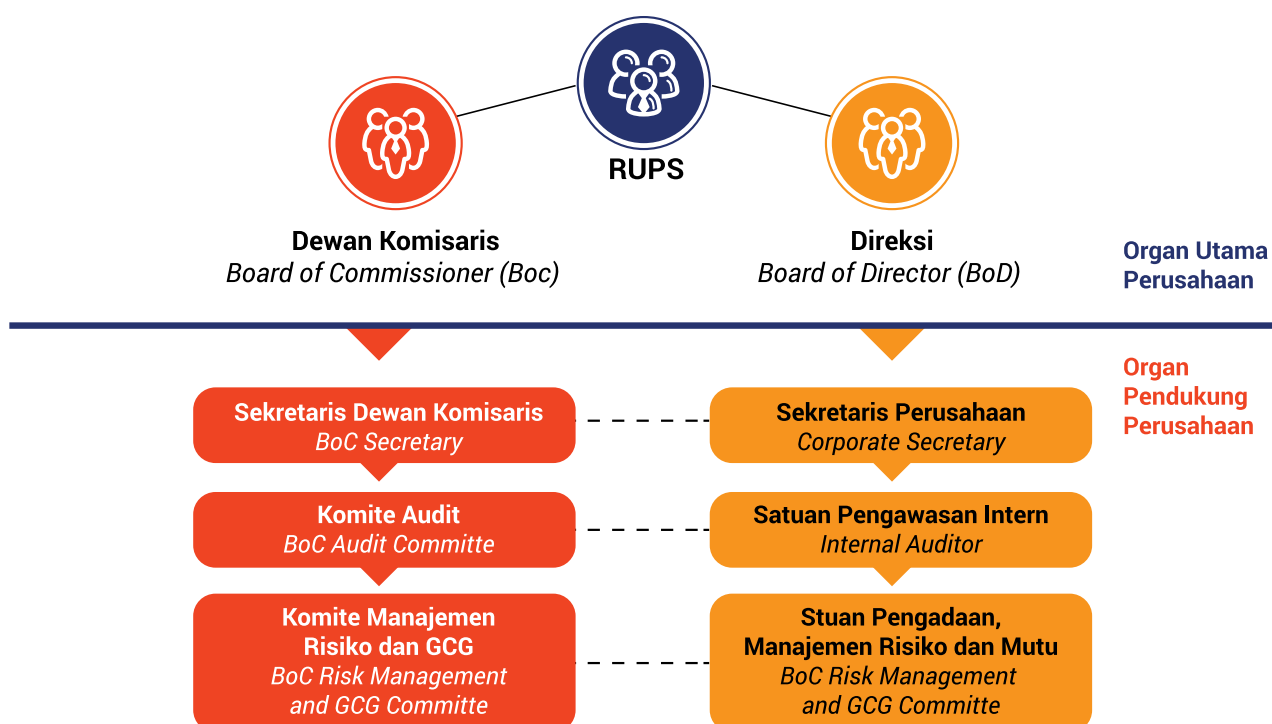 RUPS
Dewan Komisaris
Board of Commissioner (Boc)
Direksi
Board of Director (BoD)
Organ Utama
Perusahaan
Organ
Pendukung
Perusahaan
Sekretaris Dewan Komisaris
BoC Secretary
Sekretaris Perusahaan
Corporate Secretary
Komite Audit
BoC Audit Committe
Satuan Pengawasan Intern
Internal Auditor
Komite Manajemen
Risiko dan GCG
BoC Risk Management
and GCG Committe
Stuan Pengadaan,
Manajemen Risiko dan Mutu
BoC Risk Management
and GCG Committe